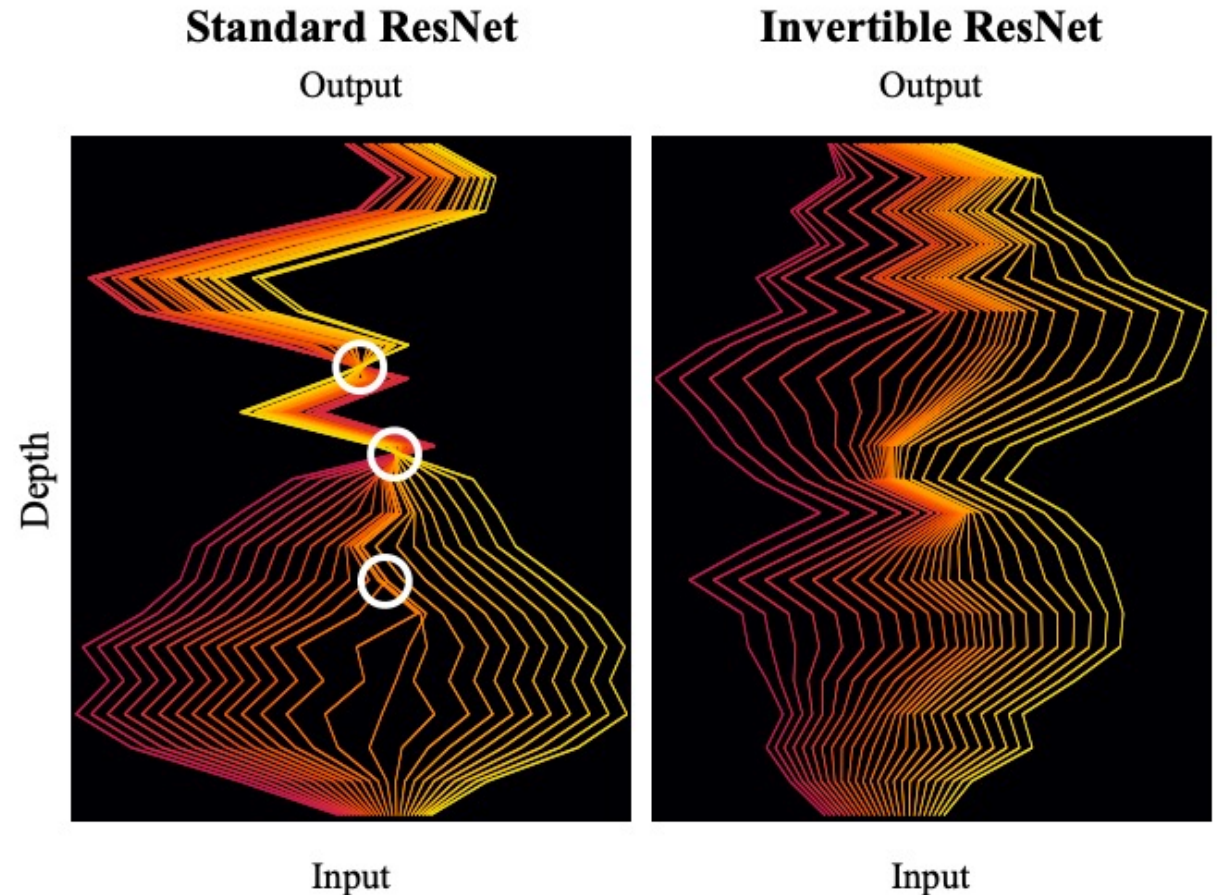 Standard ResNet
Invertible ResNet
Output
Output
Depth
Input
Input